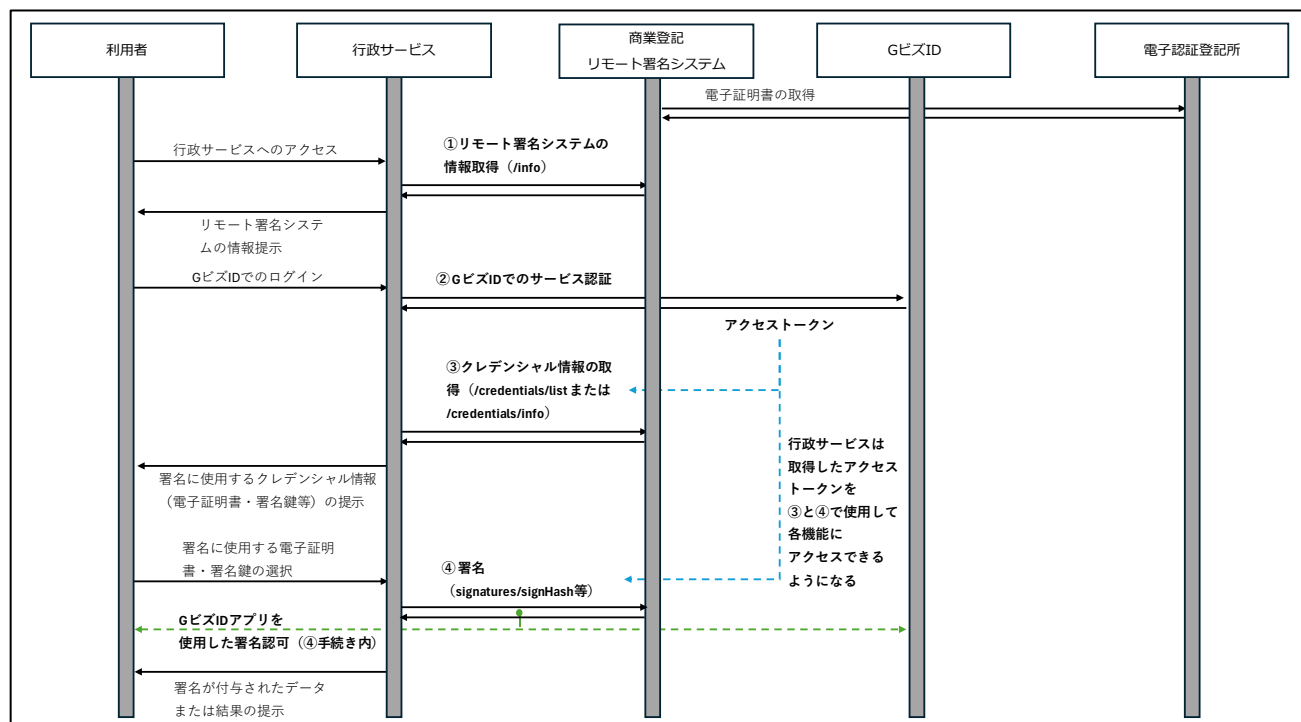 利用者
行政サービス
商業登記
リモート署名システム
GビズID
電子認証登記所
電子証明書の取得
行政サービスへのアクセス
①リモート署名システムの
情報取得（/info）
リモート署名システ
ムの情報提示
GビズIDでのログイン
②GビズIDでのサービス認証
アクセストークン
③クレデンシャル情報の取
得（/credentials/listまたは
/credentials/info）
行政サービスは
取得したアクセス
トークンを
③と④で使用して
各機能に
アクセスできる
ようになる
署名に使用するクレデンシャル情報
（電子証明書・署名鍵等）の提示
署名に使用する電子証明
書・署名鍵の選択
④署名
（signatures/signHash等）
GビズIDアプリを
使用した署名認可（④手続き内）
署名が付与されたデータ
または結果の提示